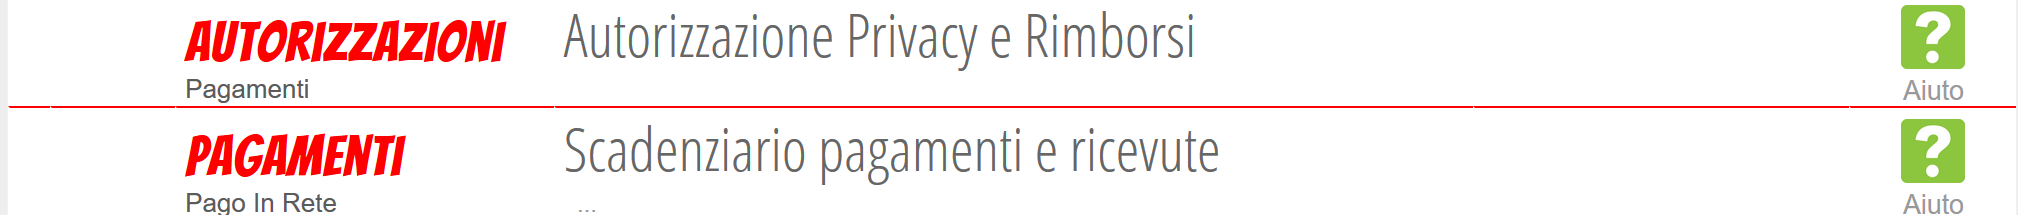 AUTORIZZAZIONI Autorizzazione Privacy e Rimborsi ?
Pagamenti Aiuto
PAGAMENTI Scadenziario pagamenti e ricevute ?
Pago In Rete ... Aiuto